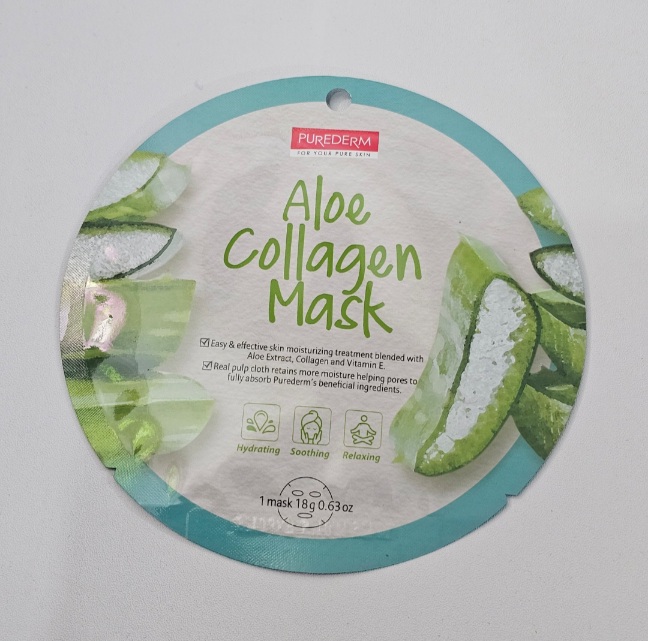 PUREDERM
FOR YOUR PURE SKIN
Aloe
Collagen
Mask
Easy & effective skin moisturizing treatment blended with
Aloe Extract, Collagen and Vitamin E.
Real pulp cloth retains more moisture helping pores to
fully absorb Purederm's beneficial ingredients.
Hydrating Soothing Relaxing
1 mask 18g 0.63oz